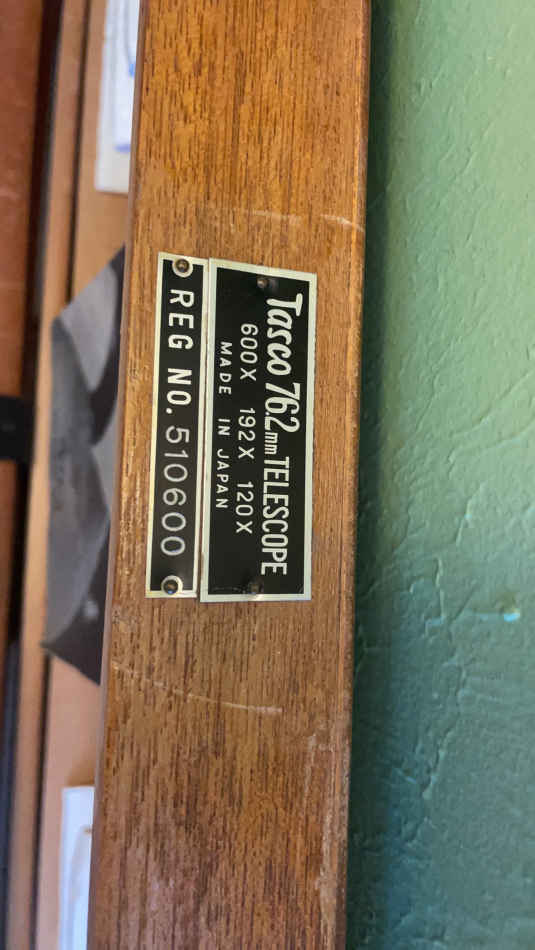 Tasco 76.2mm TELESCOPE
600X 192X 120X
MADE IN JAPAN
REG NO. 510600